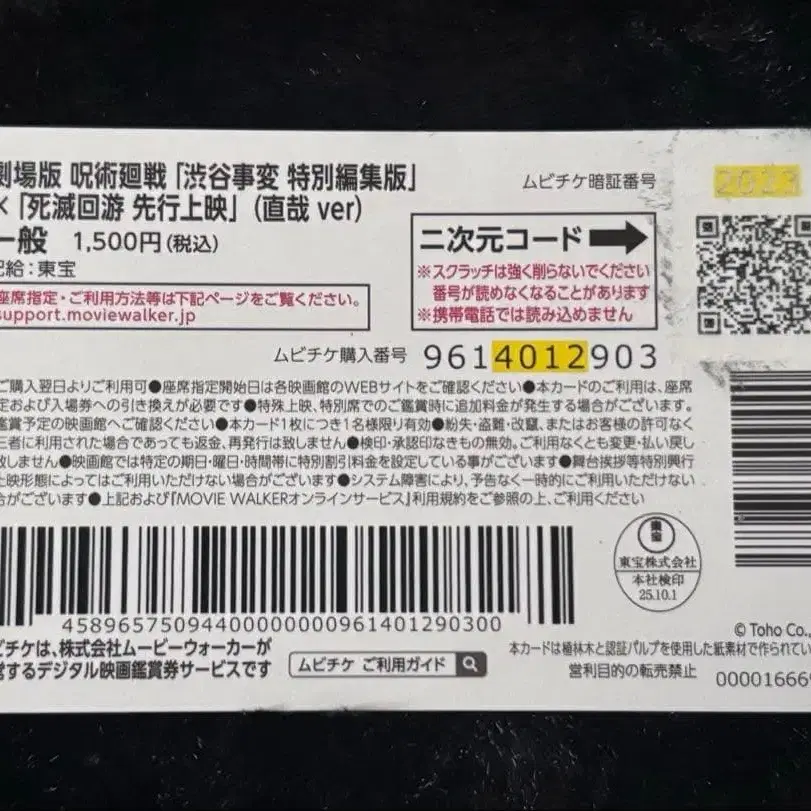 劇場版 呪術廻戦「渋谷事変 特別編集版」
×「死滅回游 先行上映」(直哉 ver)
一般 1,500円(税込)
配給:東宝
座席指定・ご利用方法等は下記ページをご覧ください。
support.moviewalker.jp
ムビチケ暗証番号
二次元コード
※スクラッチは強く削らないでください
番号が読めなくなることがあります
※携帯電話では読み込めません
ムビチケ購入番号 9614012903
ご購入翌日よりご利用可●座席指定開始日は各映画館のWEBサイトをご確認ください●本カードのご利用は、座席
定および入場券への引き換えが必要です●特殊上映、特別席でのご鑑賞時に追加料金が発生する場合がございます。
鑑賞予定の映画館へご確認ください●本カード1枚につき1名様限り有効●紛失・盗難・改竄、またはお客様の許可なく
三者に利用された場合であっても返金、再発行は致しません●検印・承認印なきもの無効。ご利用なくとも変更・払い戻し
致しません●映画館では特定の期日・曜日・時間帯に特別割引料金を設定している事がございます●舞台挨拶等特別興行
上映形態によってはご利用いただけない場合がございます●システム障害により、予告なく一時的にご利用いただけない
合がございます●上記および『MOVIE WALKERオンラインサービス』利用規約をご参照の上、ご利用ください
東宝
東宝株式会社
本社検印
25.10.1
458965750944000000000961401290300
© Toho Co.,
ビチケは、株式会社ムービーウォーカーが
営するデジタル映画鑑賞券サービスです
ムビチケ ご利用ガイド
本カードは植林木と認証パルプを使用した紙素材で作られてい
営利目的の転売禁止
00001666